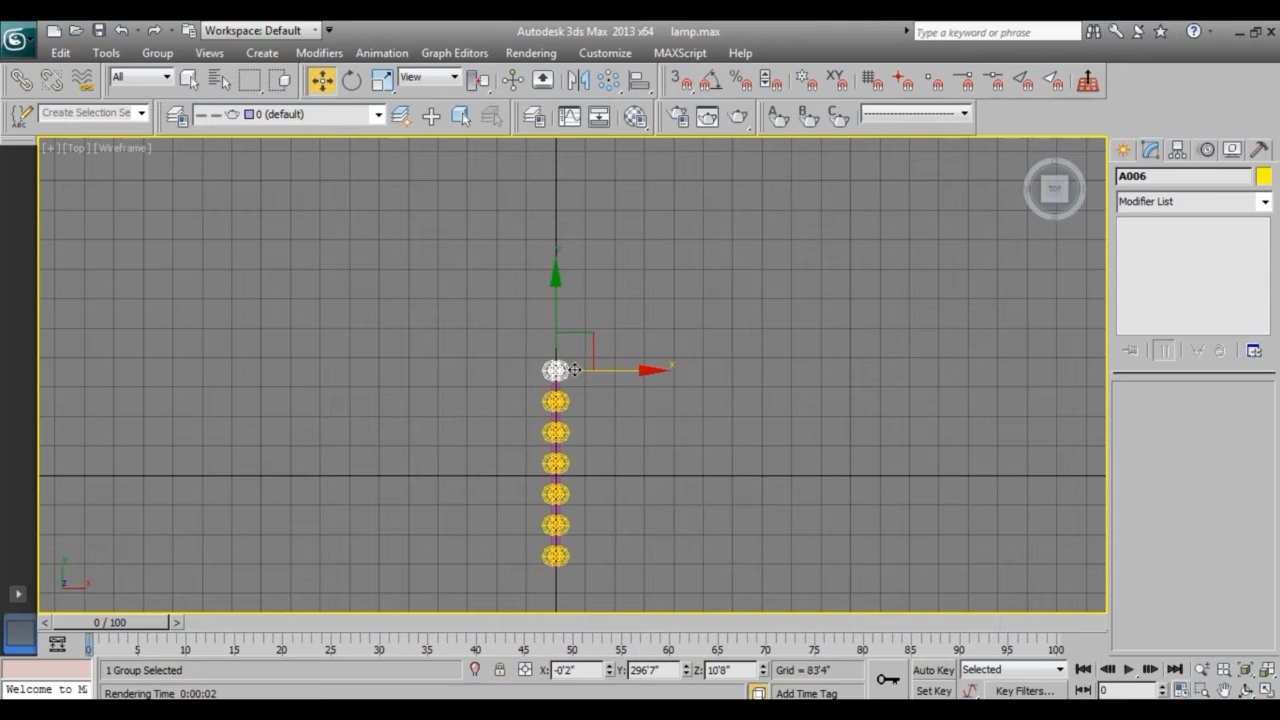 Workspace: Default
Autodesk 3ds Max 2013 x64 lamp.max
Type a keyword or phrase
Edit Tools Group Views Create Modifiers Animation Graph Editors Rendering Customize MAXScript Help
All
View
3
%
XY
ABC
Create Selection Se
0 (default)
A B C
[+][Top][Wireframe]
TOP
A006
Modifier List
y
x
y
z x
0 / 100
0 5 10 15 20 25 30 35 40 45 50 55 60 65 70 75 80 85 90 95 100
1 Group Selected
X: -0'2" Y: 296'7" Z: 10'8" Grid = 83'4"
Auto Key Selected
Welcome to M
Rendering Time 0:00:02
Add Time Tag
Set Key Key Filters... 0